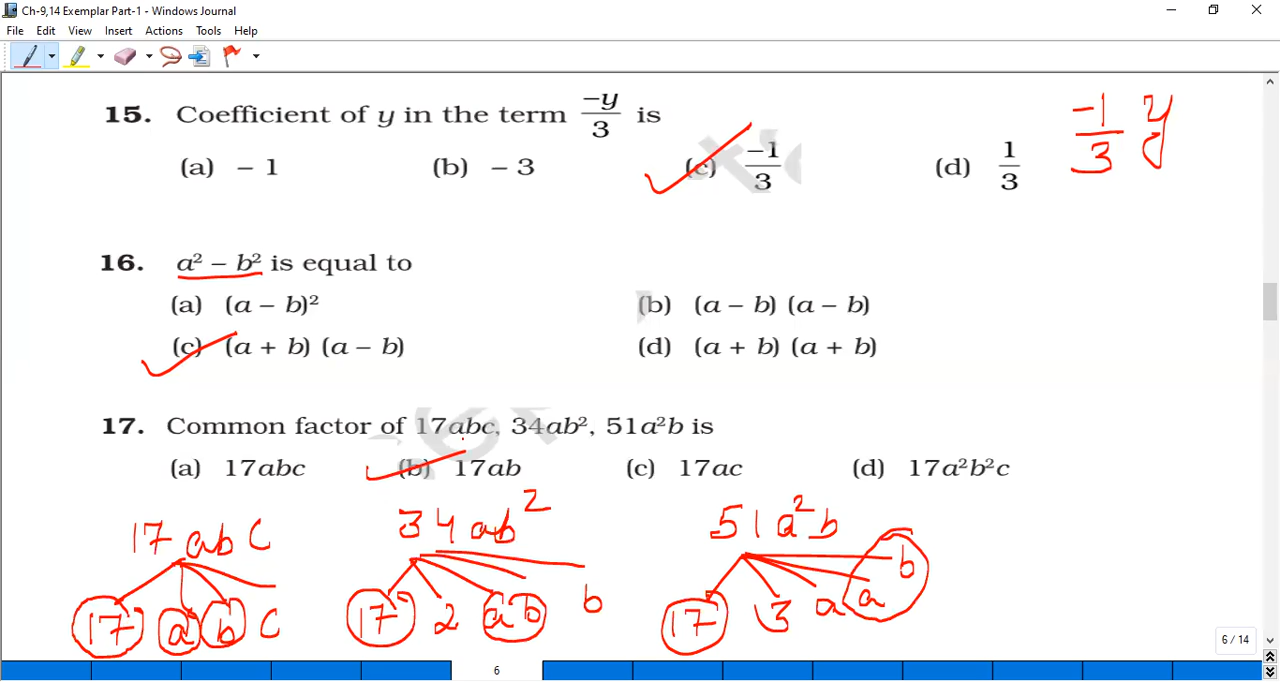 Ch-9,14 Exemplar Part-1 - Windows Journal
File Edit View Insert Actions Tools Help
15. Coefficient of y in the term -y/3 is
-1/3 y
(a) – 1 (b) – 3 (c) -1/3 (d) 1/3
16. a² – b² is equal to
(a) (a – b)² (b) (a – b) (a – b)
(c) (a + b) (a – b) (d) (a + b) (a + b)
17. Common factor of 17abc, 34ab², 51a²b is
(a) 17abc (b) 17ab (c) 17ac (d) 17a²b²c
17abc 34ab² 51a²b
17 a b c 17 2 a b b 17 3 a a b
6 / 14
6